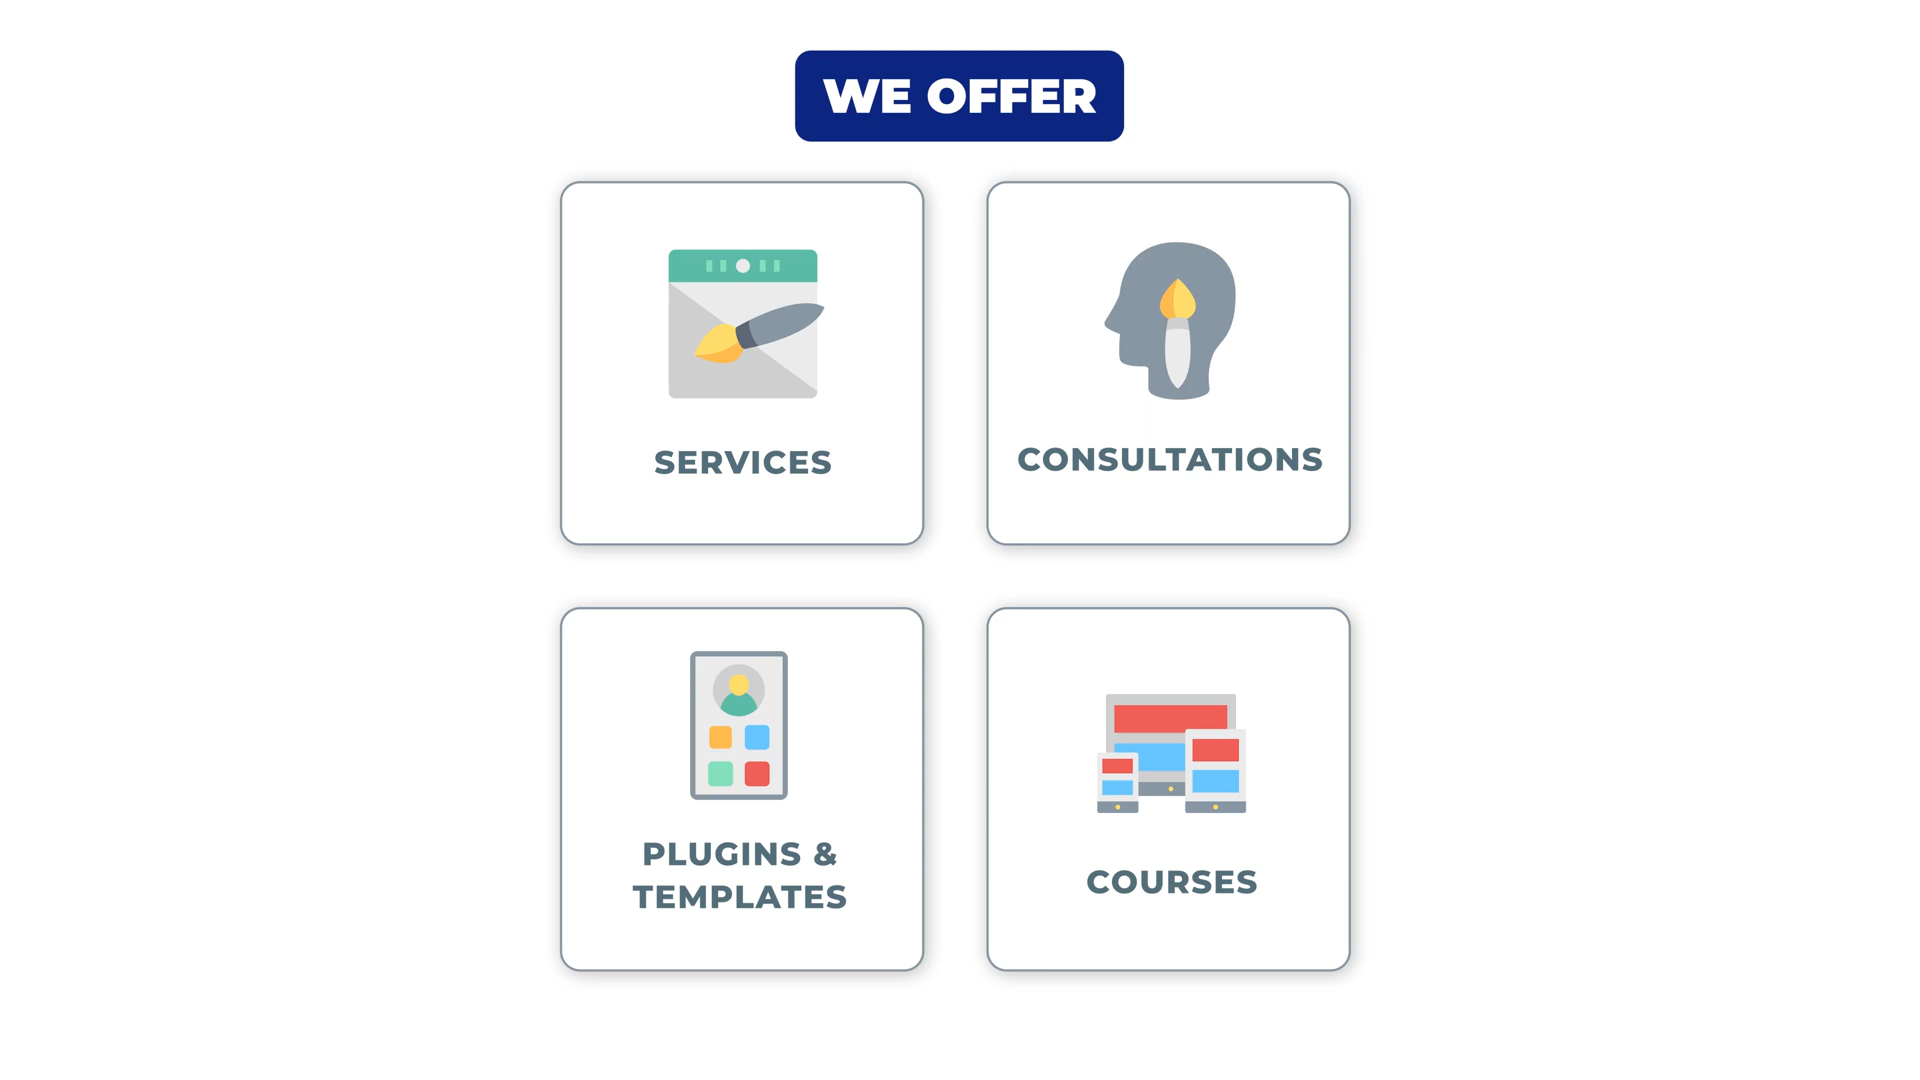 WE OFFER
SERVICES
CONSULTATIONS
PLUGINS &
TEMPLATES
COURSES